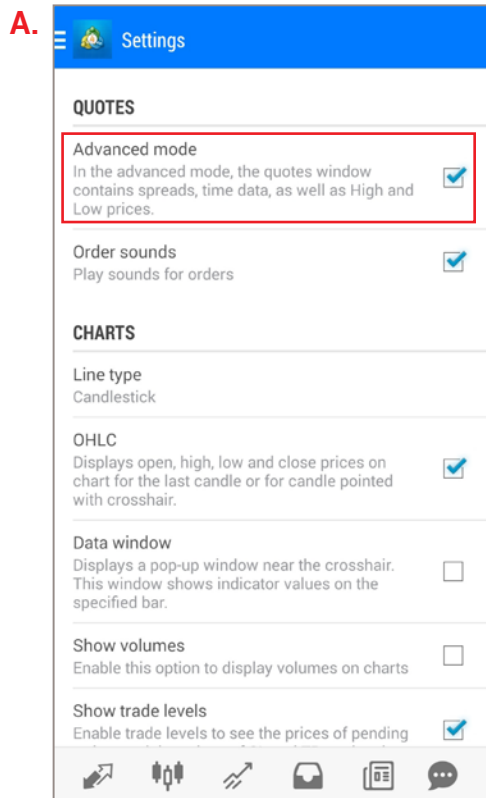 A.
Settings
QUOTES
Advanced mode
In the advanced mode, the quotes window
contains spreads, time data, as well as High and
Low prices.
Order sounds
Play sounds for orders
CHARTS
Line type
Candlestick
OHLC
Displays open, high, low and close prices on
chart for the last candle or for candle pointed
with crosshair.
Data window
Displays a pop-up window near the crosshair.
This window shows indicator values on the
specified bar.
Show volumes
Enable this option to display volumes on charts
Show trade levels
Enable trade levels to see the prices of pending